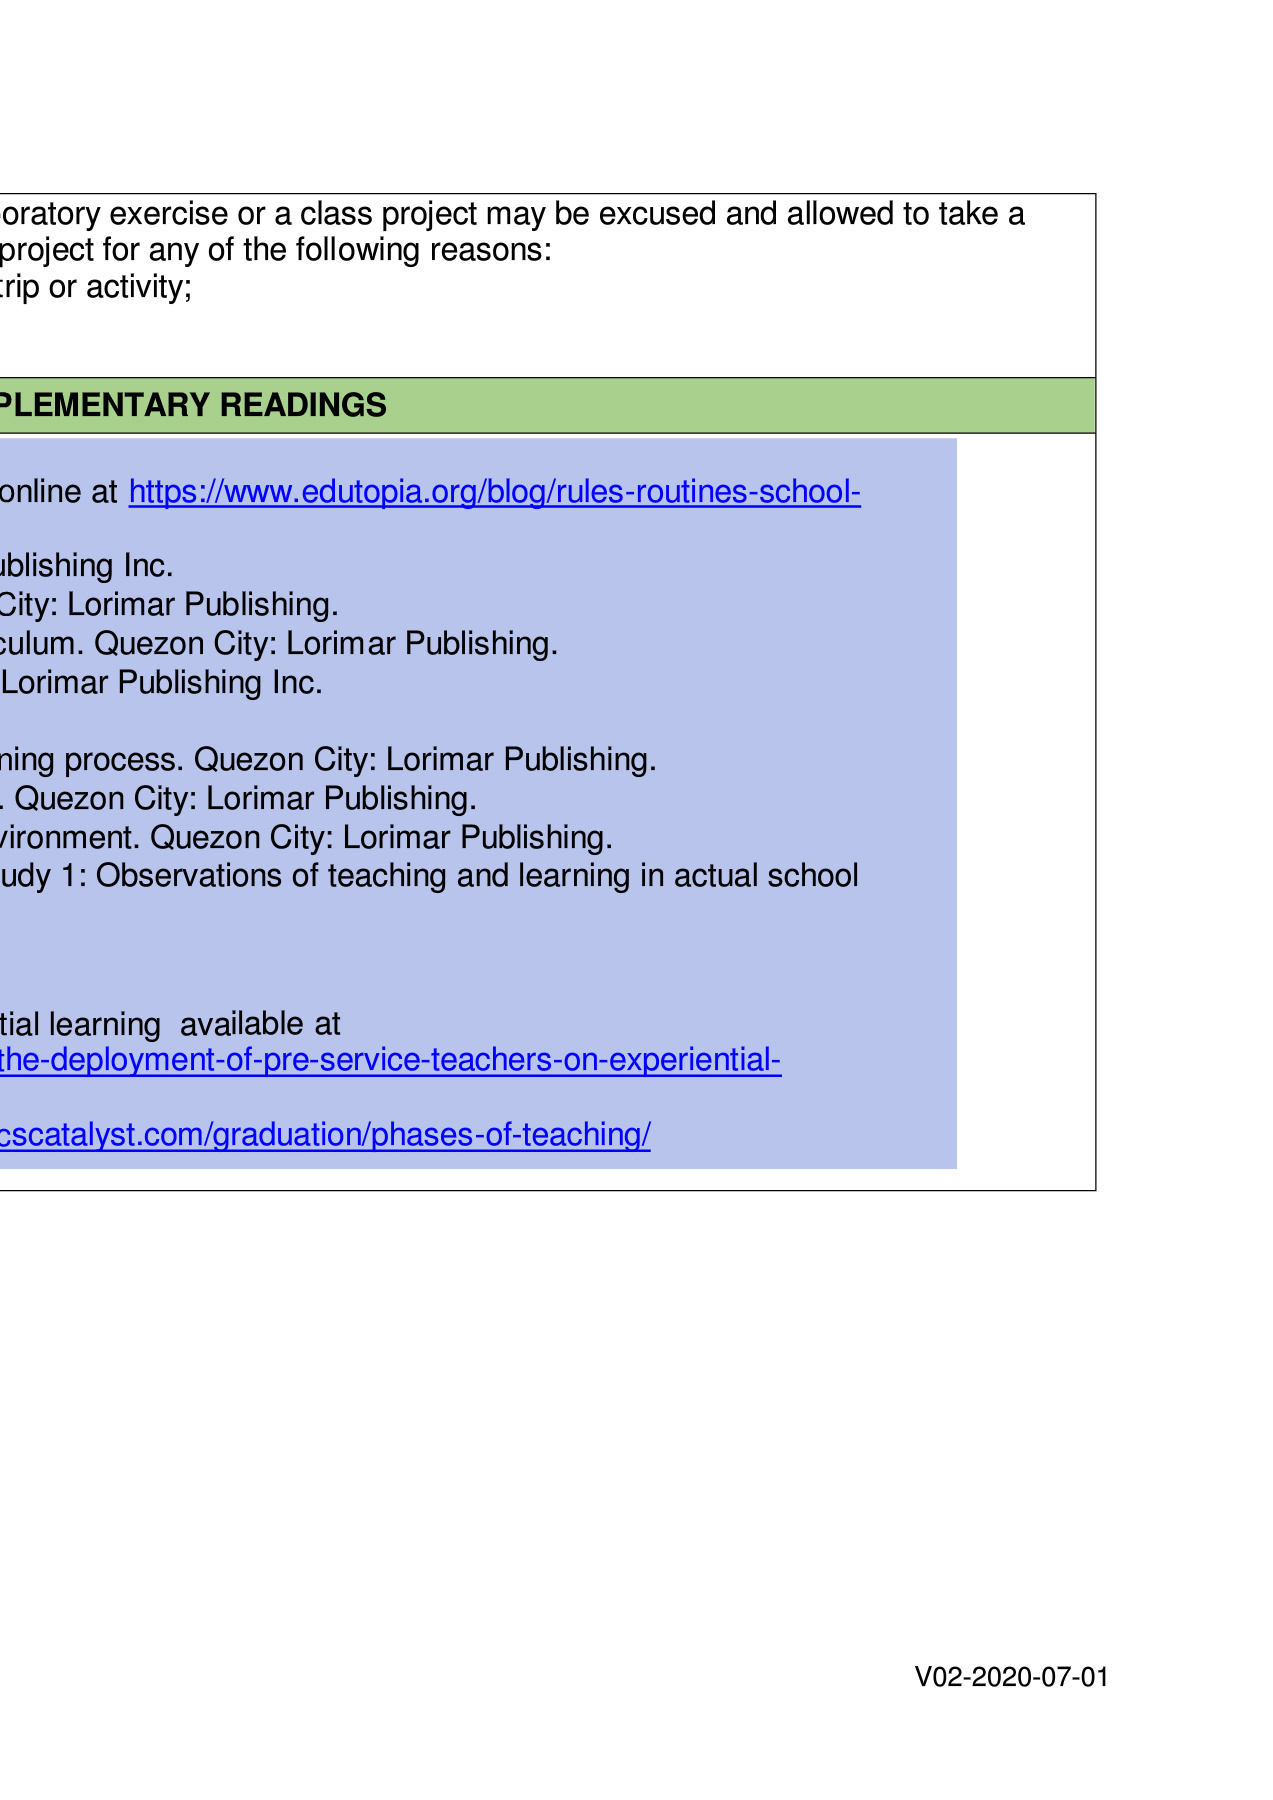 oratory exercise or a class project may be excused and allowed to take a
project for any of the following reasons:
trip or activity;
PLEMENTARY READINGS
online at https://www.edutopia.org/blog/rules-routines-school-
ublishing Inc.
City: Lorimar Publishing.
culum. Quezon City: Lorimar Publishing.
Lorimar Publishing Inc.
ning process. Quezon City: Lorimar Publishing.
. Quezon City: Lorimar Publishing.
vironment. Quezon City: Lorimar Publishing.
udy 1: Observations of teaching and learning in actual school
tial learning  available at
the-deployment-of-pre-service-teachers-on-experiential-
cscatalyst.com/graduation/phases-of-teaching/
V02-2020-07-01